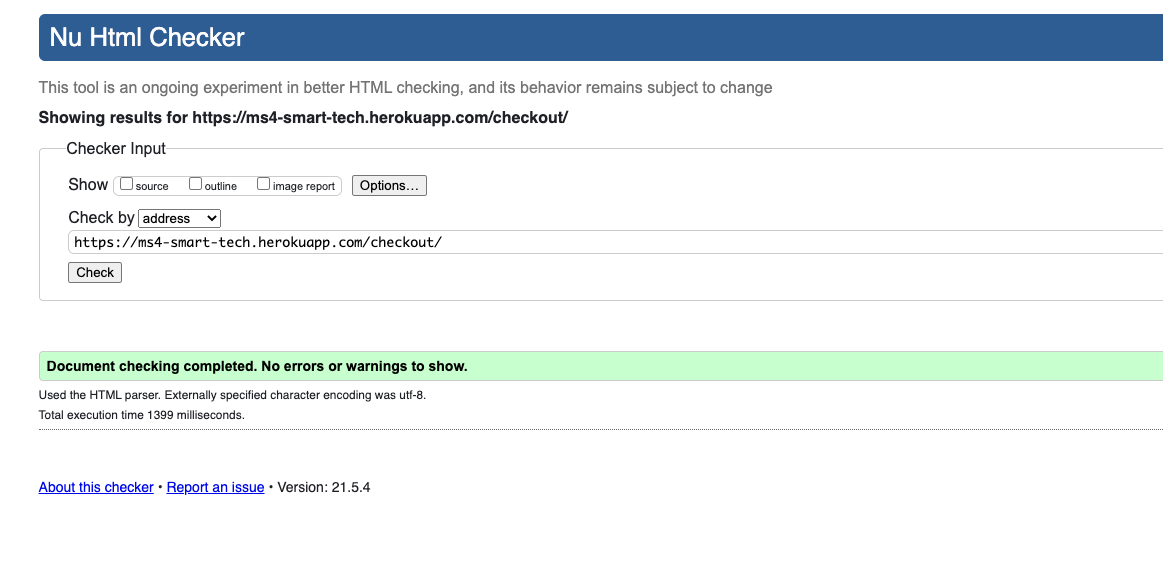 Nu Html Checker
This tool is an ongoing experiment in better HTML checking, and its behavior remains subject to change
Showing results for https://ms4-smart-tech.herokuapp.com/checkout/
Checker Input
Show source outline image report Options…
Check by address
https://ms4-smart-tech.herokuapp.com/checkout/
Check
Document checking completed. No errors or warnings to show.
Used the HTML parser. Externally specified character encoding was utf-8.
Total execution time 1399 milliseconds.
About this checker • Report an issue • Version: 21.5.4